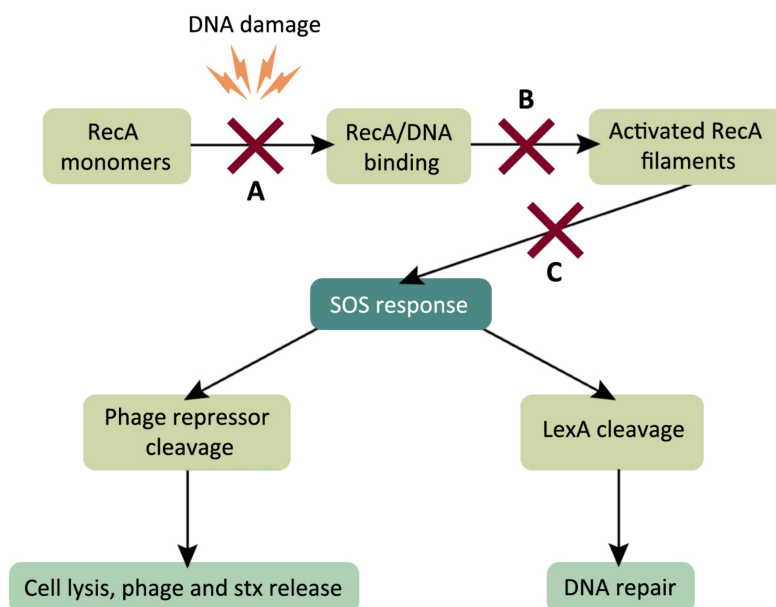 DNA damage
RecA
monomers
A
RecA/DNA
binding
B
Activated RecA
filaments
C
SOS response
Phage repressor
cleavage
LexA cleavage
Cell lysis, phage and stx release
DNA repair